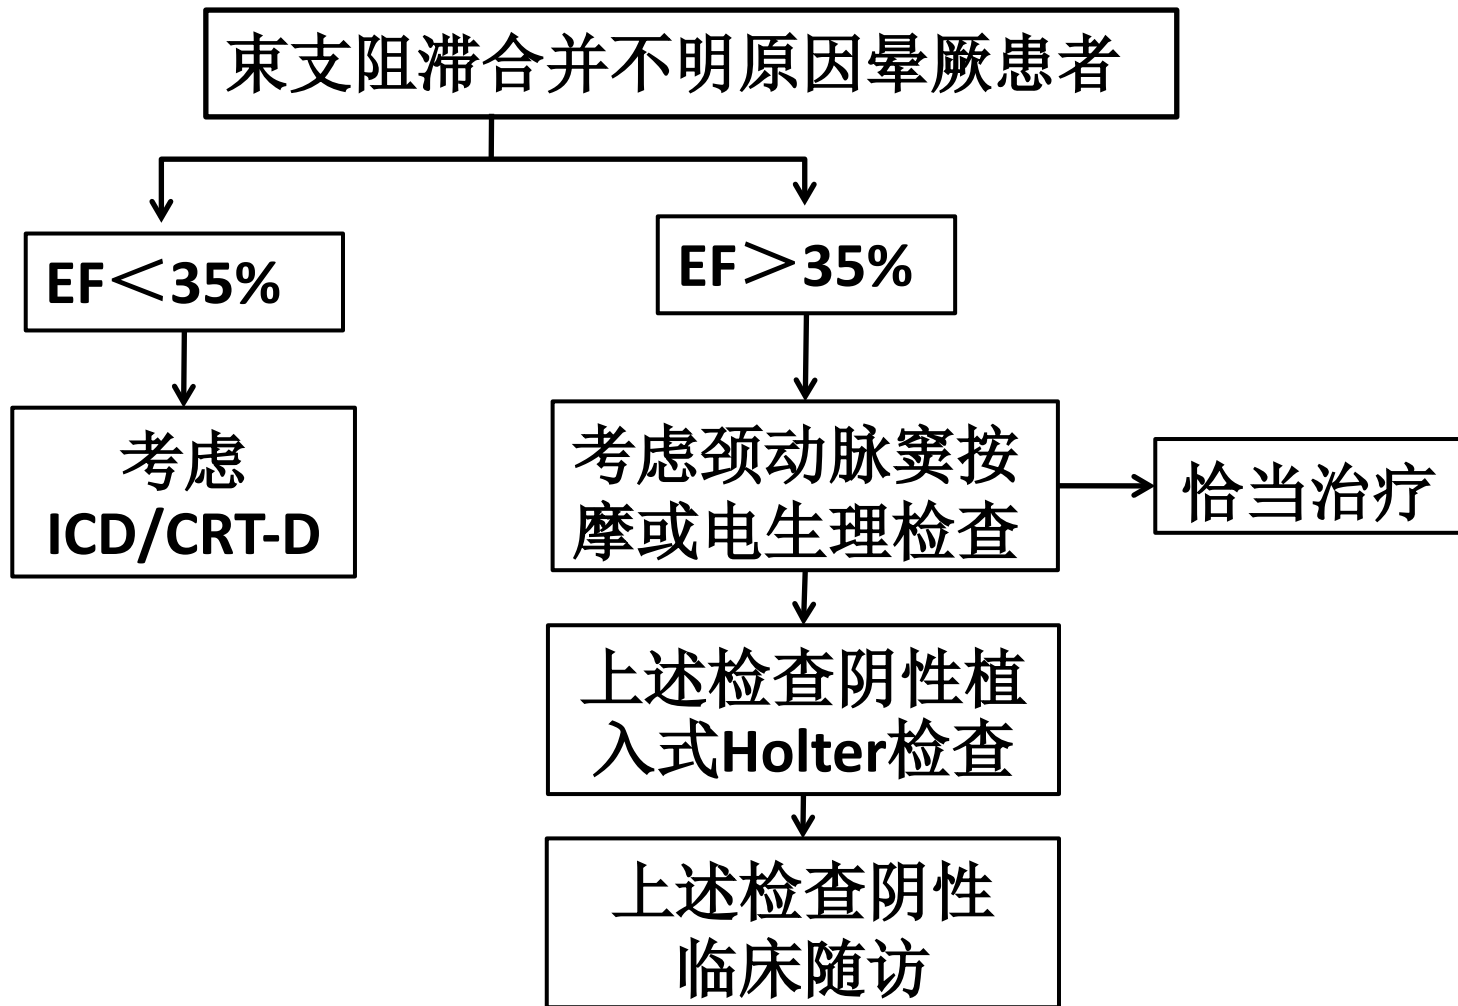 束支阻滞合并不明原因晕厥患者
EF＜35%
EF＞35%
考虑
ICD/CRT-D
考虑颈动脉窦按
摩或电生理检查
恰当治疗
上述检查阴性植
入式Holter检查
上述检查阴性
临床随访